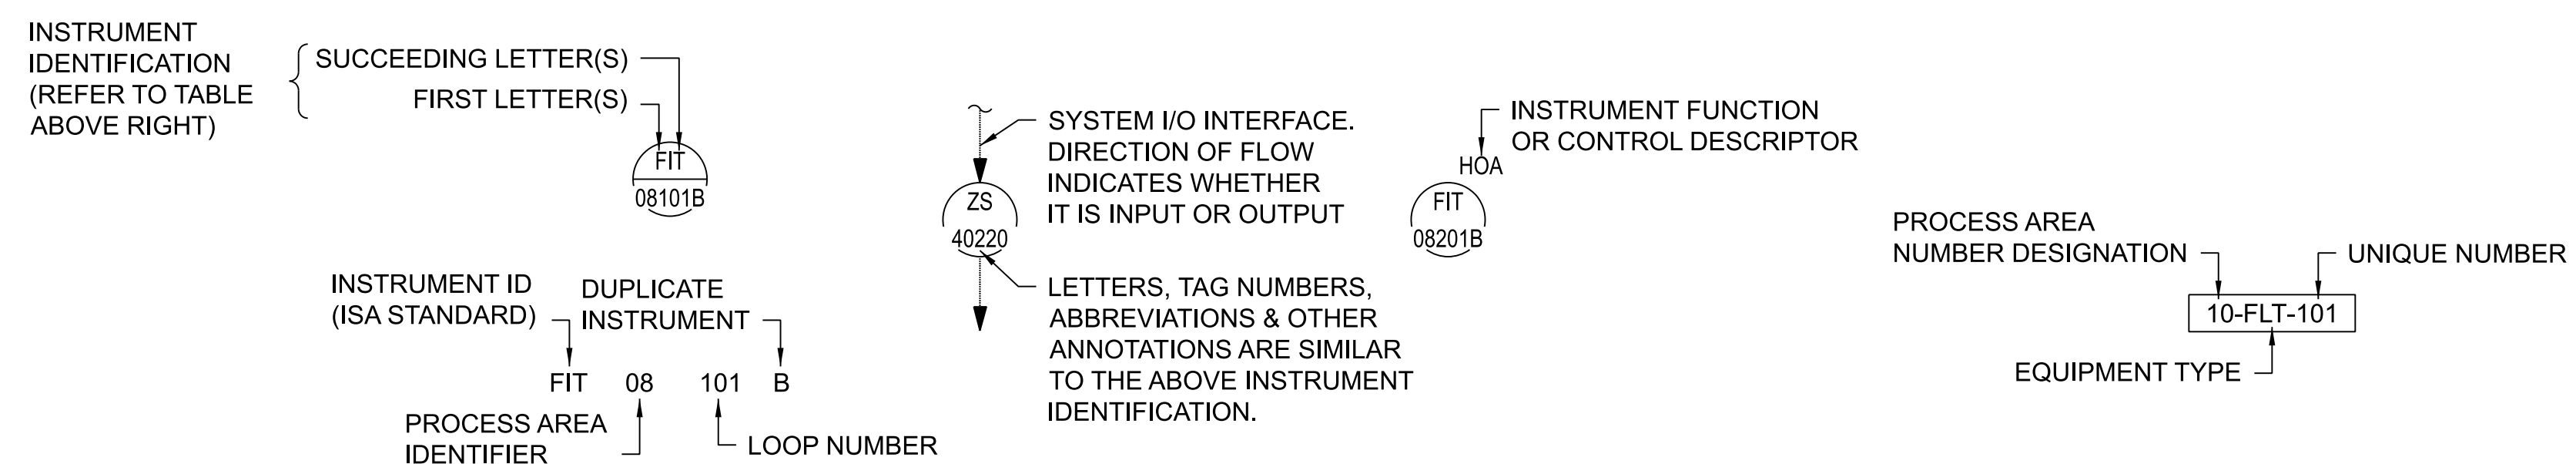 INSTRUMENT
IDENTIFICATION
(REFER TO TABLE
ABOVE RIGHT)
SUCCEEDING LETTER(S)
FIRST LETTER(S)
FIT
08101B
INSTRUMENT ID
(ISA STANDARD)
DUPLICATE
INSTRUMENT
FIT 08 101 B
PROCESS AREA
IDENTIFIER
LOOP NUMBER
SYSTEM I/O INTERFACE.
DIRECTION OF FLOW
INDICATES WHETHER
IT IS INPUT OR OUTPUT
ZS
40220
LETTERS, TAG NUMBERS,
ABBREVIATIONS & OTHER
ANNOTATIONS ARE SIMILAR
TO THE ABOVE INSTRUMENT
IDENTIFICATION.
INSTRUMENT FUNCTION
OR CONTROL DESCRIPTOR
HOA
FIT
08201B
PROCESS AREA
NUMBER DESIGNATION
UNIQUE NUMBER
10-FLT-101
EQUIPMENT TYPE